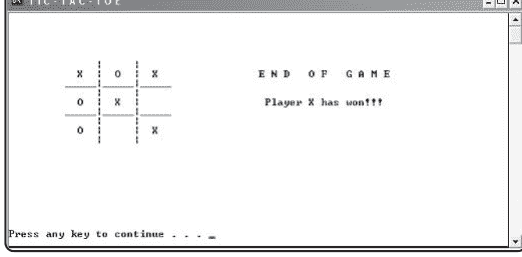 TIC-TAC-TOE
X O X
E N D O F G A M E
O X
Player X has won!!!
O X
Press any key to continue . . . _